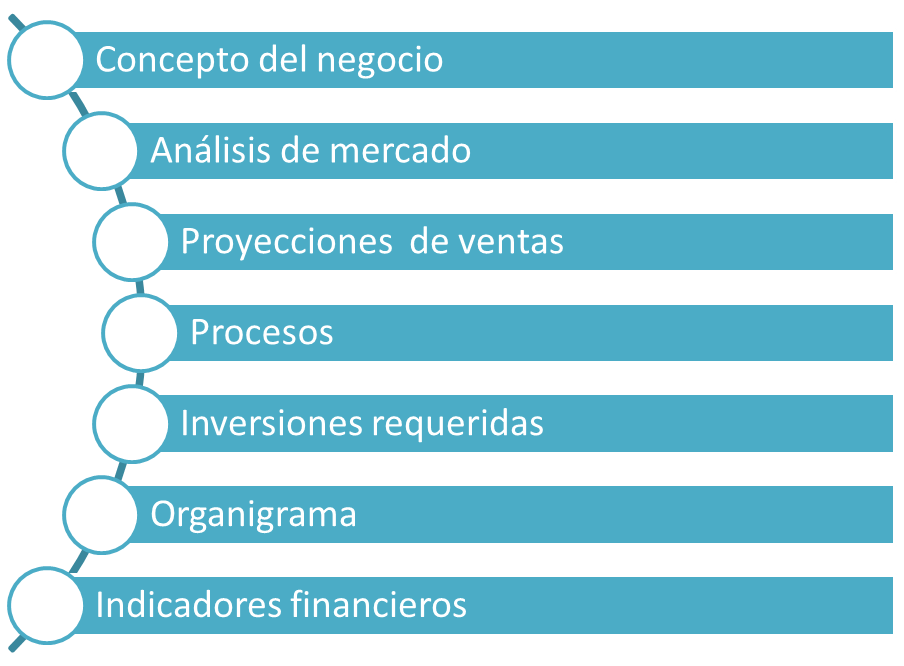 Concepto del negocio
Análisis de mercado
Proyecciones  de ventas
Procesos
Inversiones requeridas
Organigrama
Indicadores financieros